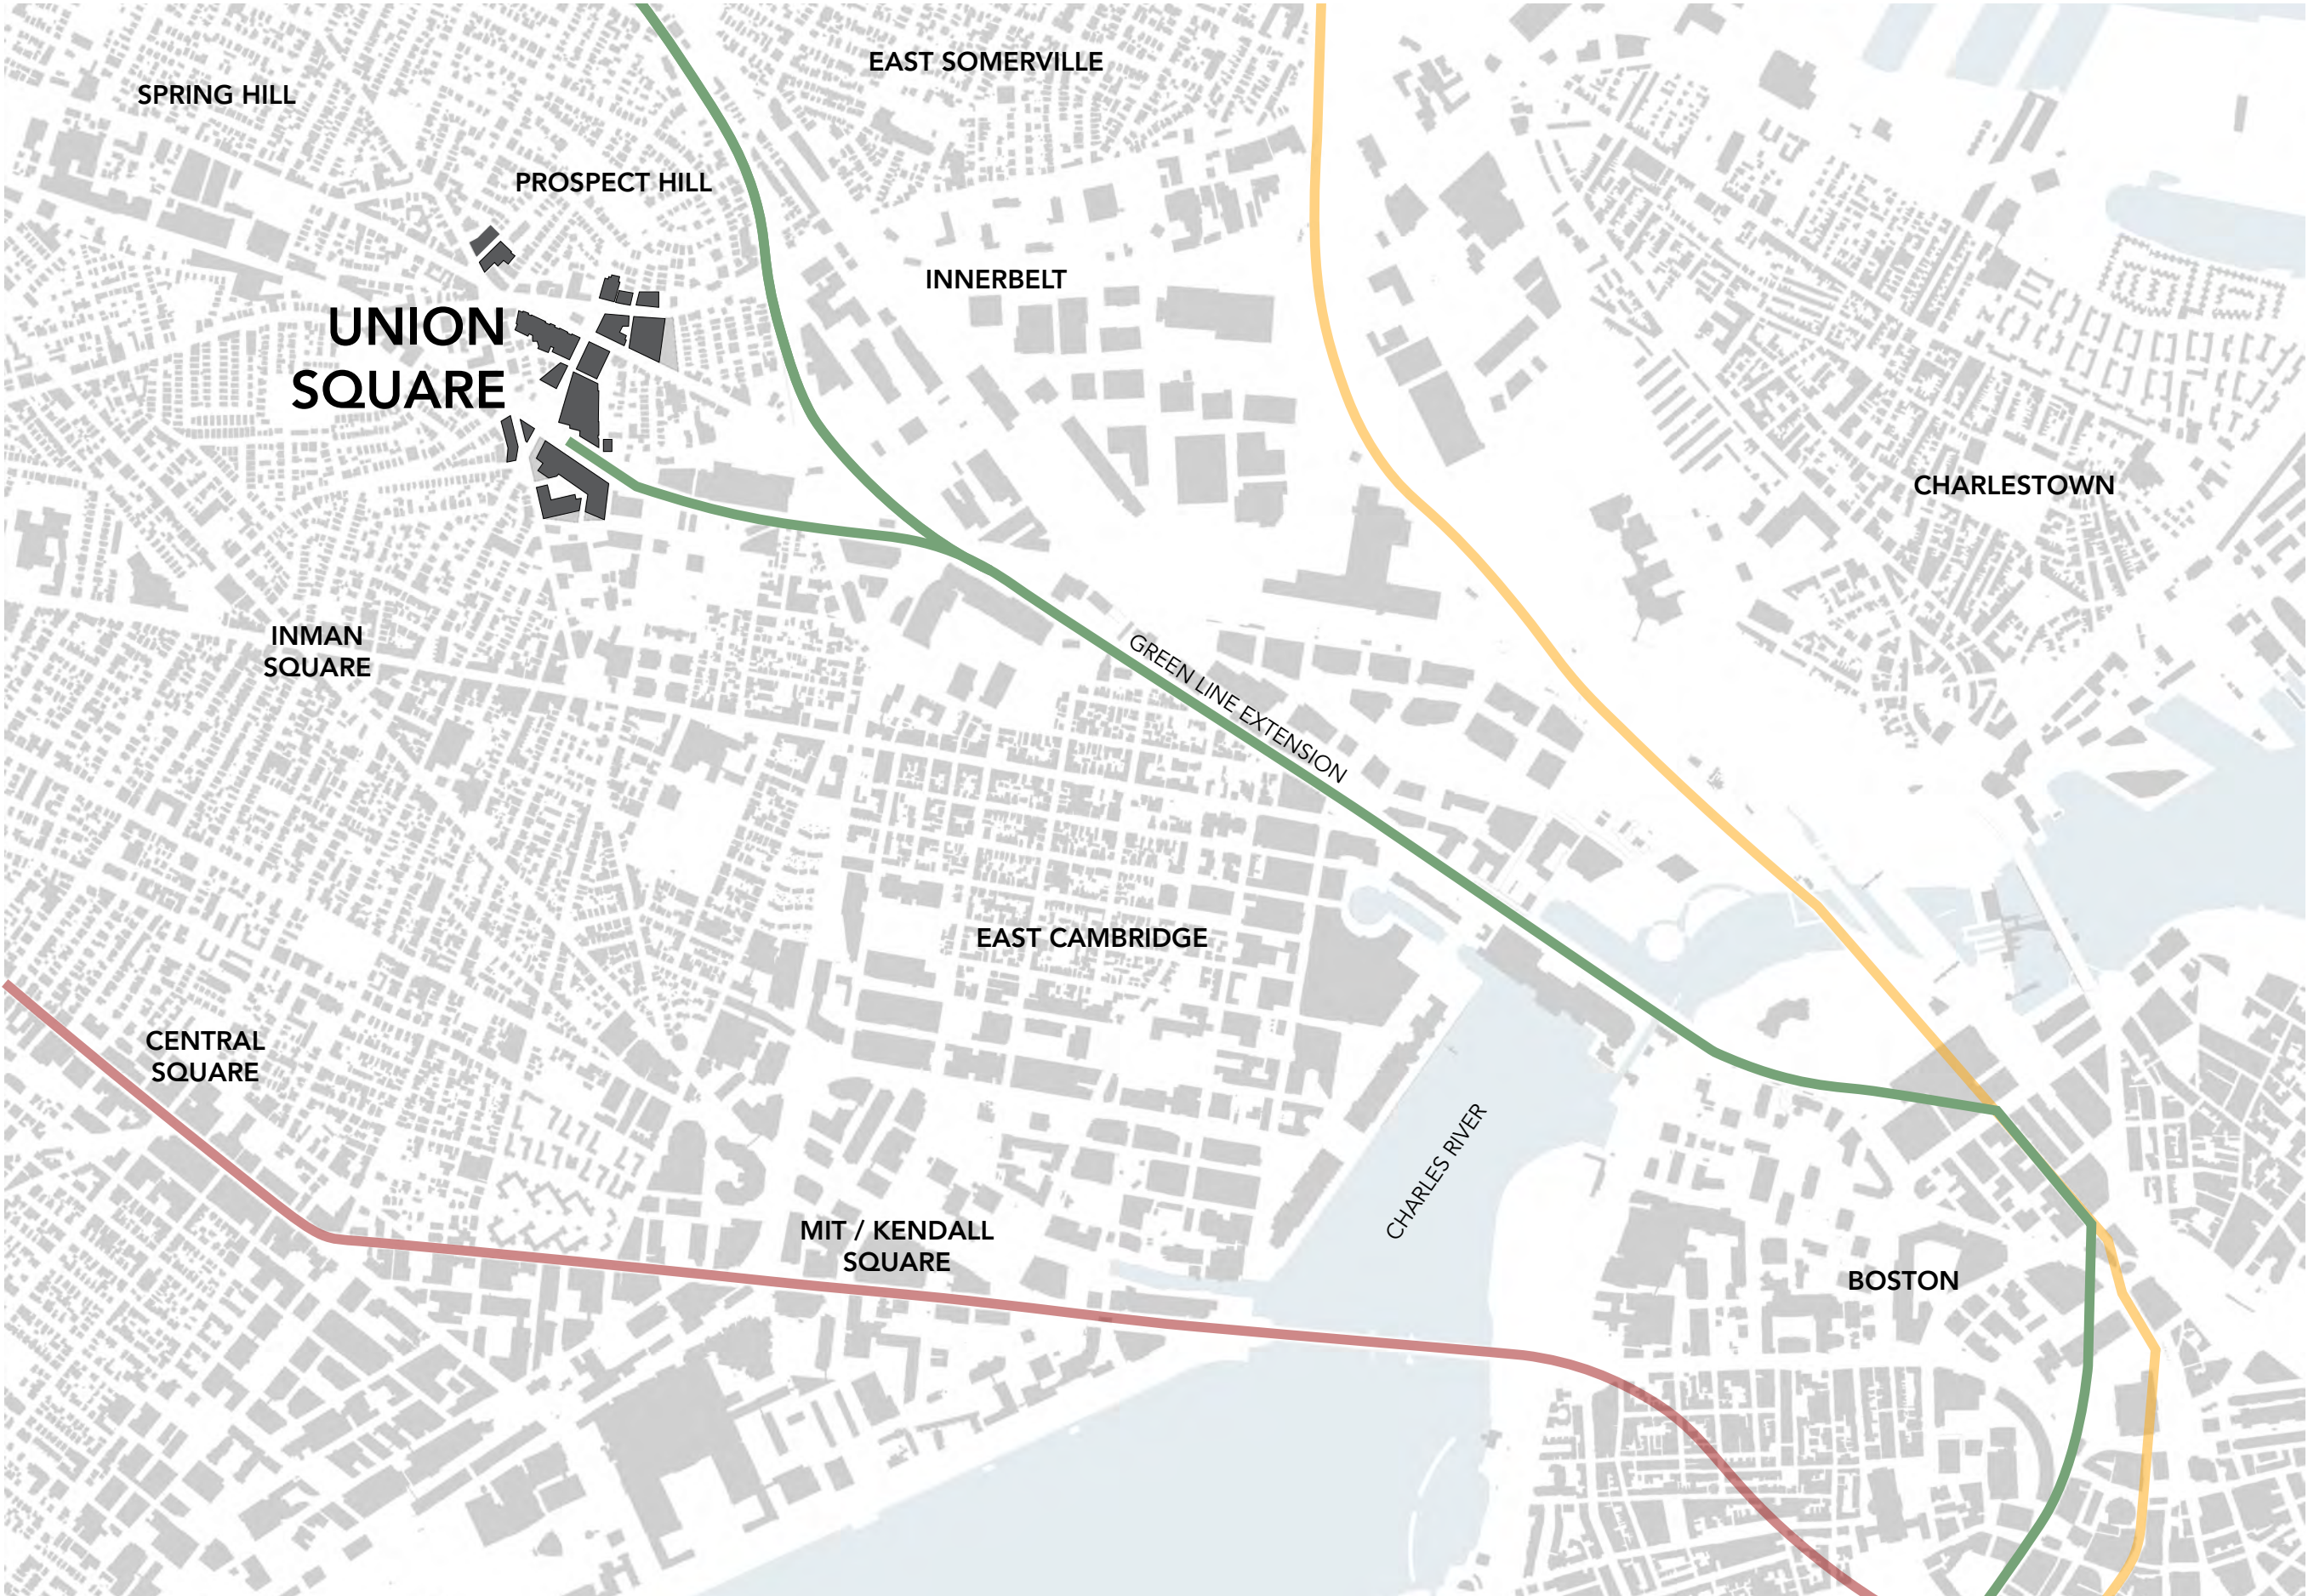 EAST SOMERVILLE
SPRING HILL
PROSPECT HILL
INNERBELT
UNION
SQUARE
CHARLESTOWN
INMAN
SQUARE
GREEN LINE EXTENSION
EAST CAMBRIDGE
CENTRAL
SQUARE
CHARLES RIVER
MIT / KENDALL
SQUARE
BOSTON